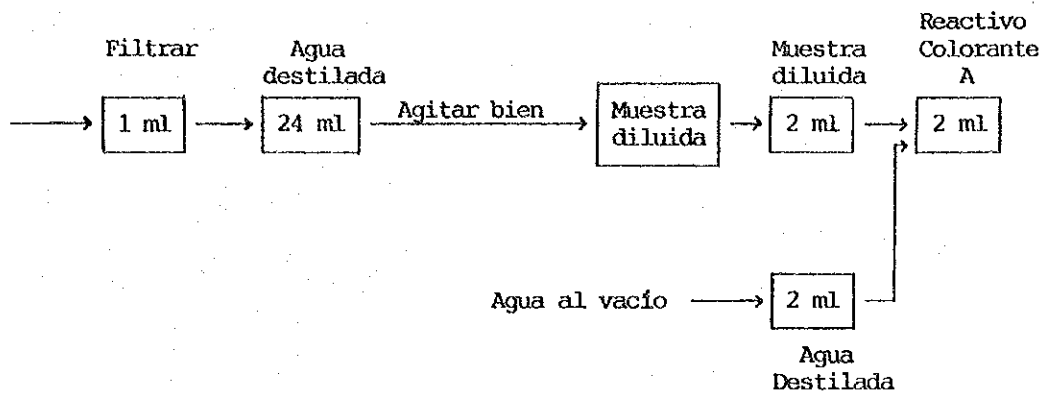 Filtrar
1 ml
Agua
destilada
24 ml
Agitar bien
Muestra
diluida
Muestra
diluida
2 ml
Reactivo
Colorante
A
2 ml
Agua al vacío
2 ml
Agua
Destilada